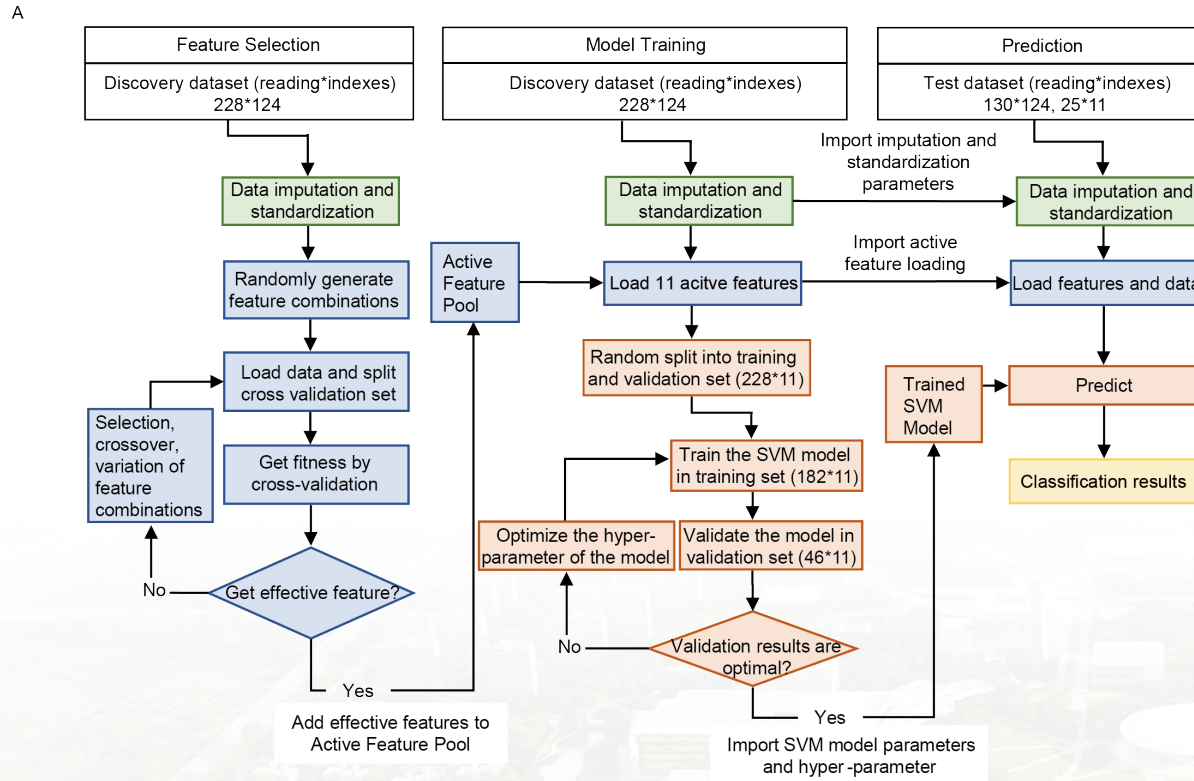 A
Feature Selection
Discovery dataset (reading*indexes)
228*124
Data imputation and
standardization
Randomly generate
feature combinations
Load data and split
cross validation set
Selection,
crossover,
variation of
feature
combinations
Get fitness by
cross-validation
Get effective feature?
No
Yes
Add effective features to
Active Feature Pool
Active
Feature
Pool
Model Training
Discovery dataset (reading*indexes)
228*124
Data imputation and
standardization
Load 11 acitve features
Random split into training
and validation set (228*11)
Train the SVM model
in training set (182*11)
Optimize the hyper-
parameter of the model
Validate the model in
validation set (46*11)
Validation results are
optimal?
No
Yes
Import SVM model parameters
and hyper-parameter
Import imputation and
standardization
parameters
Import active
feature loading
Trained
SVM
Model
Prediction
Test dataset (reading*indexes)
130*124, 25*11
Data imputation and
standardization
Load features and data
Predict
Classification results